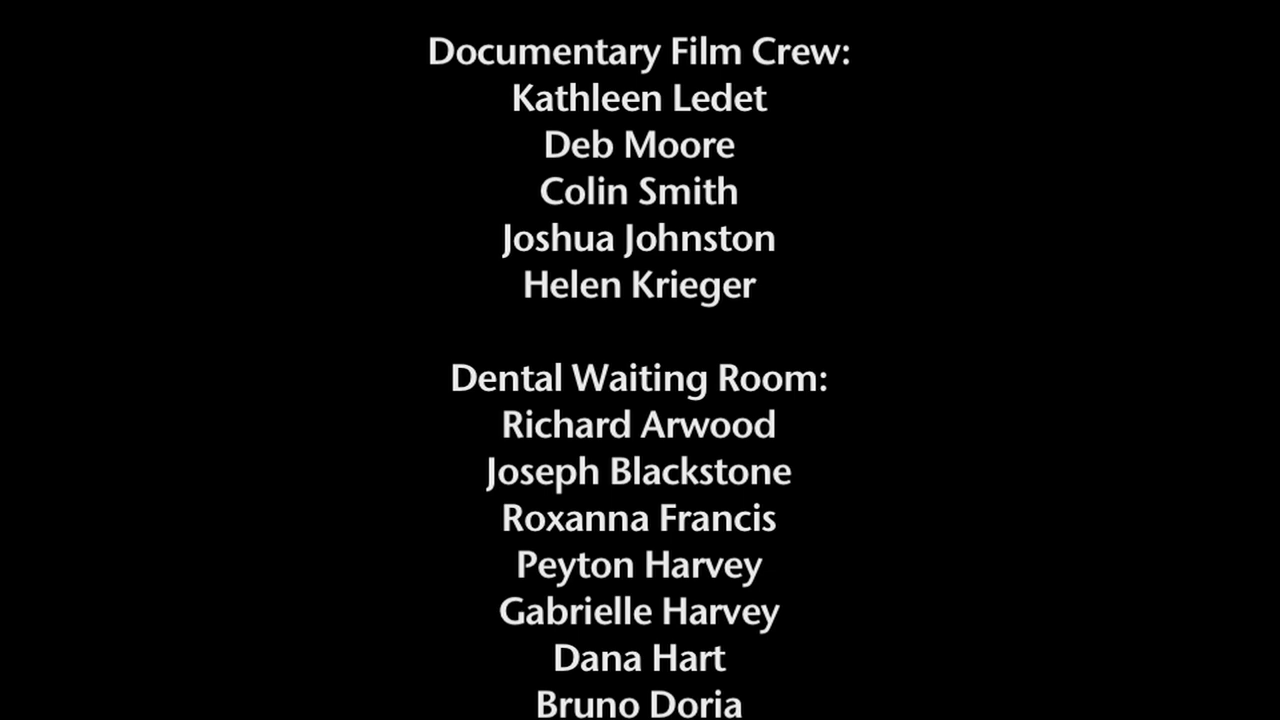 Documentary Film Crew:
Kathleen Ledet
Deb Moore
Colin Smith
Joshua Johnston
Helen Krieger
Dental Waiting Room:
Richard Arwood
Joseph Blackstone
Roxanna Francis
Peyton Harvey
Gabrielle Harvey
Dana Hart
Bruno Doria